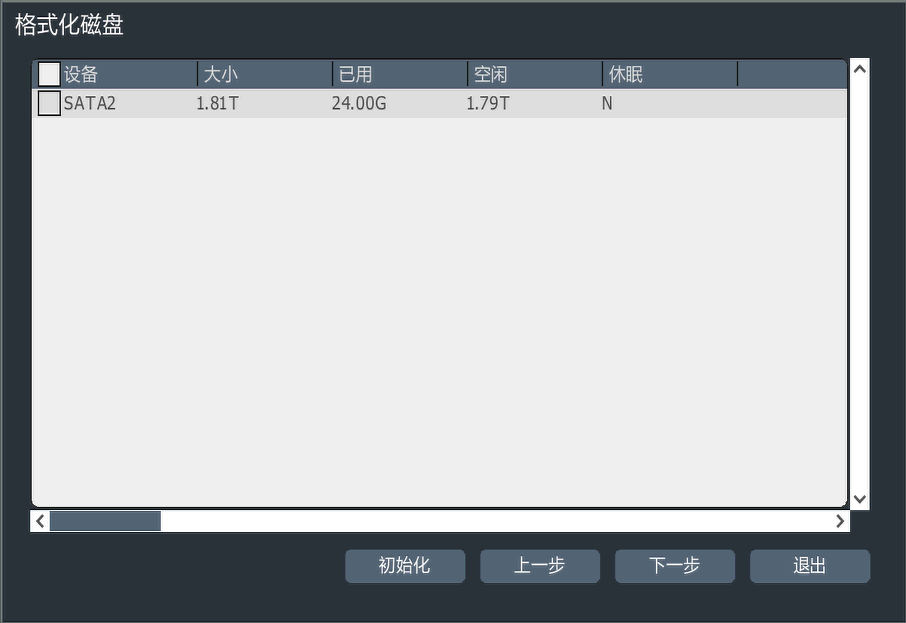 格式化磁盘
设备 大小 已用 空闲 休眠
SATA2 1.81T 24.00G 1.79T N
初始化 上一步 下一步 退出